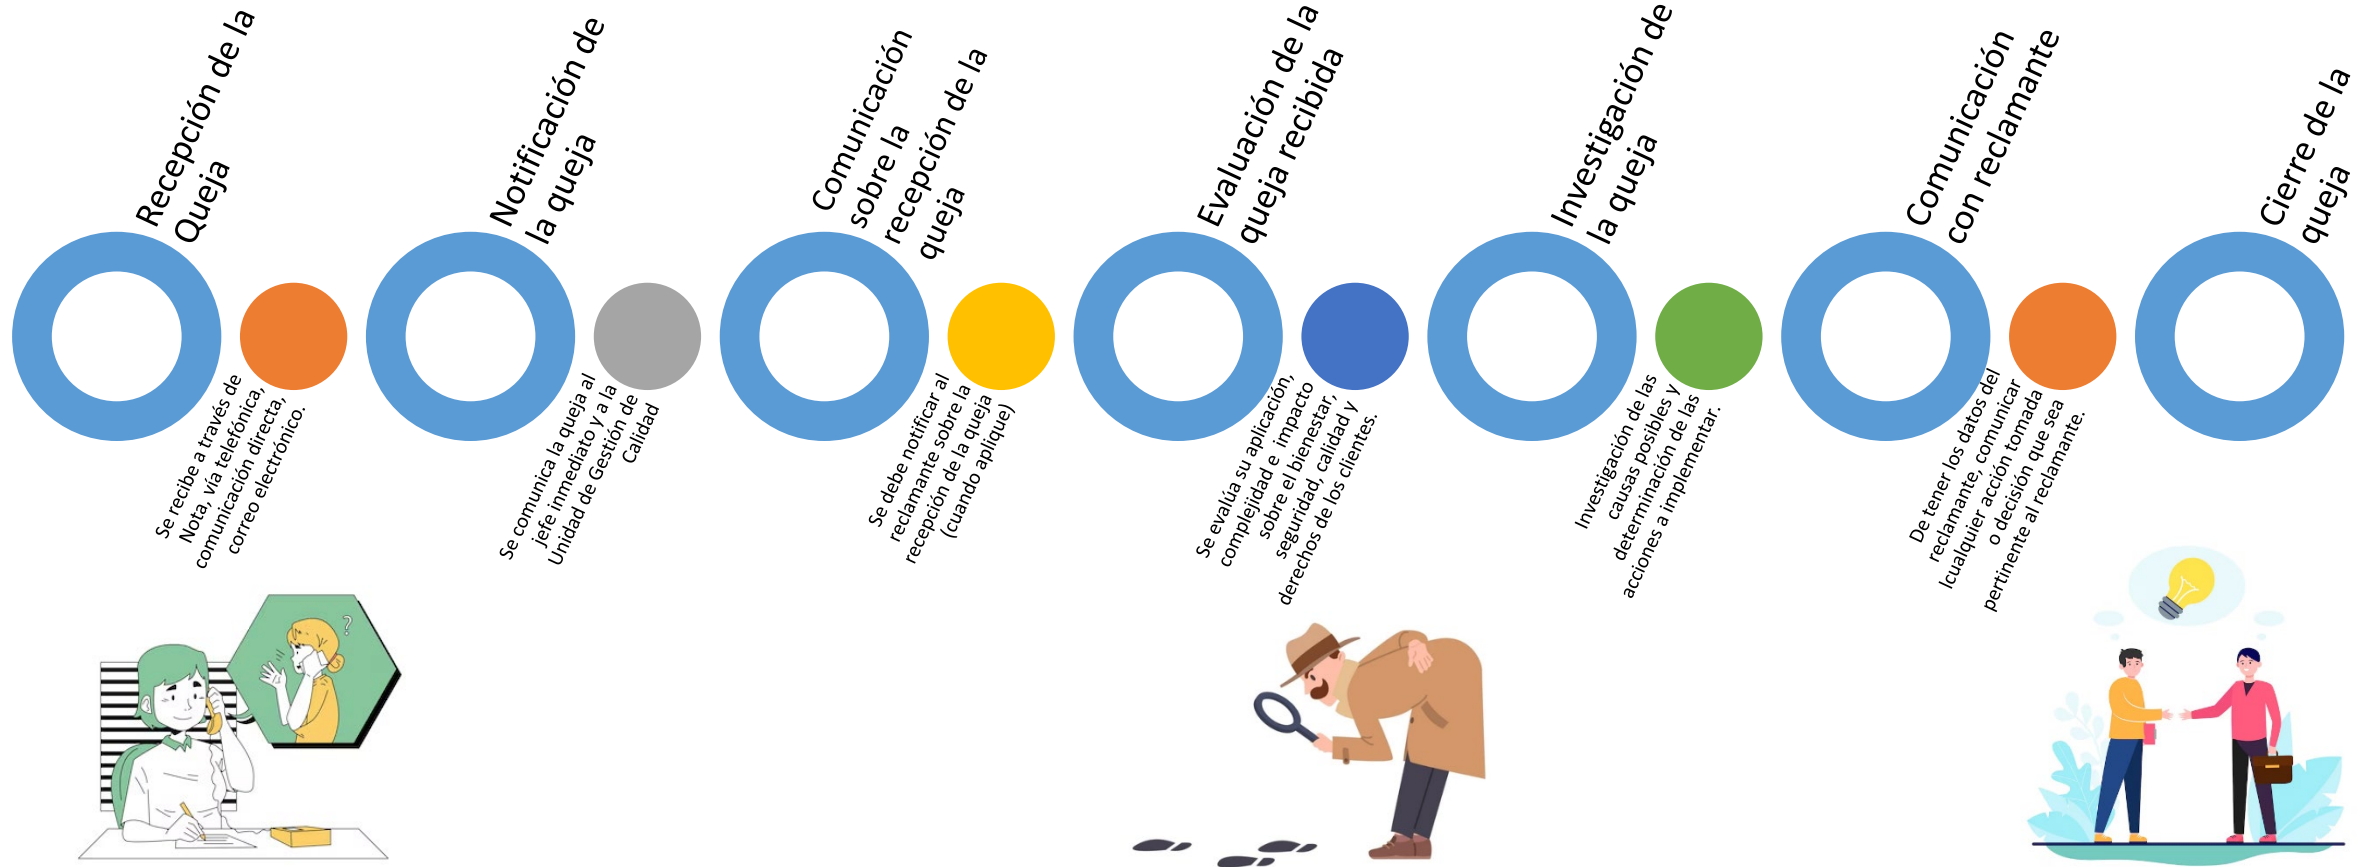 Recepción de la
Queja
Se recibe a través de
Nota, vía telefónica,
comunicación directa,
correo electrónico.
Notificación de
la queja
Se comunica la queja al
jefe inmediato y a la
Unidad de Gestión de
Calidad
Comunicación
sobre la
recepción de la
queja
Se debe notificar al
reclamante sobre la
recepción de la queja
(cuando aplique)
Evaluación de la
queja recibida
Se evalúa su aplicación,
complejidad e impacto
sobre el bienestar,
seguridad, calidad y
derechos de los clientes.
Investigación de
la queja
Investigación de las
causas posibles y
determinación de las
acciones a implementar.
Comunicación
con reclamante
De tener los datos del
reclamante, comunicar
lcualquier acción tomada
o decisión que sea
pertinente al reclamante.
Cierre de la
queja
?